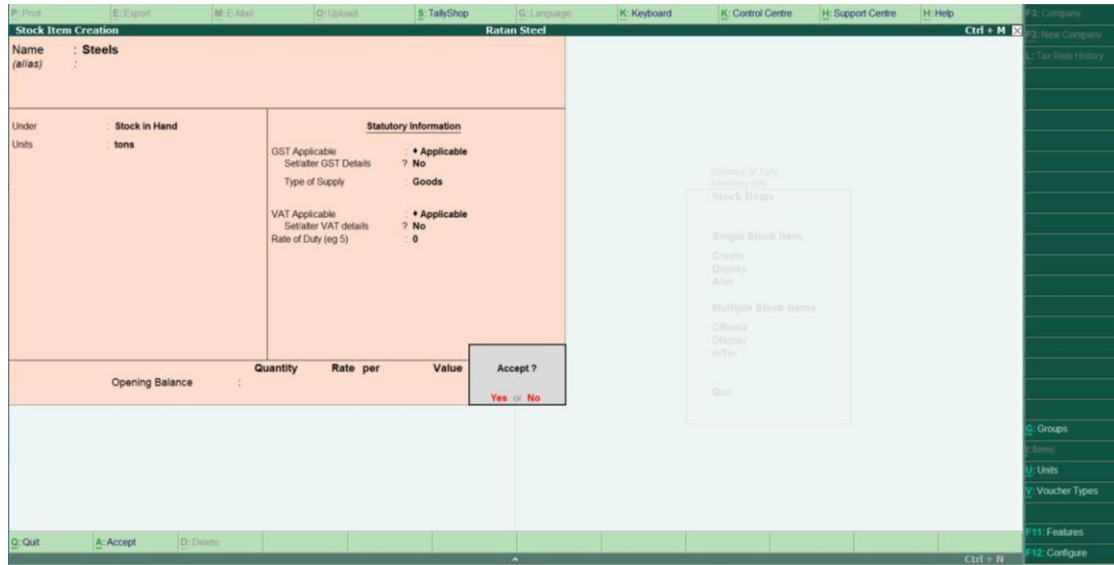 P: Print E: Export M: E-Mail O: Upload S: TallyShop G: Language K: Keyboard K: Control Centre H: Support Centre H: Help F3: Company
Stock Item Creation Ratan Steel Ctrl + M
F3: New Company
L: Tax Rate History
Name : Steels
(alias) :
Under : Stock in Hand
Units : tons
Statutory Information
GST Applicable : ♦ Applicable
Set/alter GST Details ? No
Type of Supply : Goods
VAT Applicable : ♦ Applicable
Set/alter VAT details ? No
Rate of Duty (eg 5) : 0
Gateway of Tally
Inventory Info.
Stock Items
Single Stock Item
Create
Display
Alter
Multiple Stock Items
CReate
DIsplay
AlTer
Quit
Quantity Rate per Value
Opening Balance :
Accept ?
Yes or No
G: Groups
I: Items
U: Units
V: Voucher Types
F11: Features
F12: Configure
Q: Quit A: Accept D: Delete
Ctrl + N